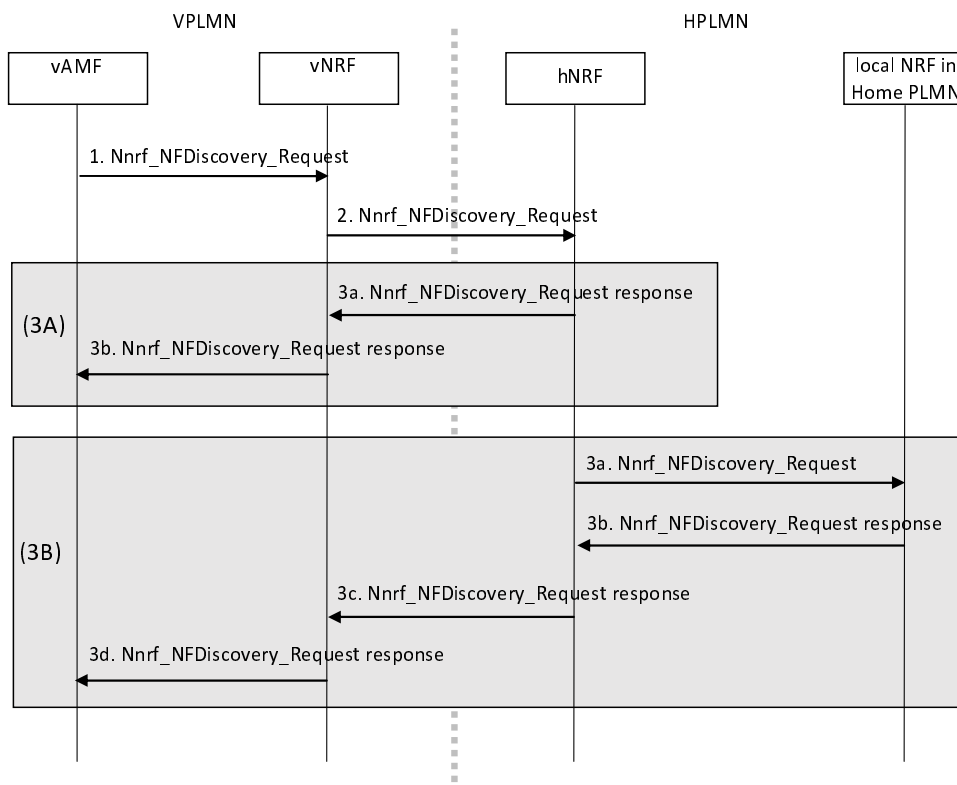 VPLMN
HPLMN
vAMF
vNRF
hNRF
local NRF in
Home PLMN
1. Nnrf_NFDiscovery_Request
2. Nnrf_NFDiscovery_Request
(3A)
3a. Nnrf_NFDiscovery_Request response
3b. Nnrf_NFDiscovery_Request response
(3B)
3a. Nnrf_NFDiscovery_Request
3b. Nnrf_NFDiscovery_Request response
3c. Nnrf_NFDiscovery_Request response
3d. Nnrf_NFDiscovery_Request response